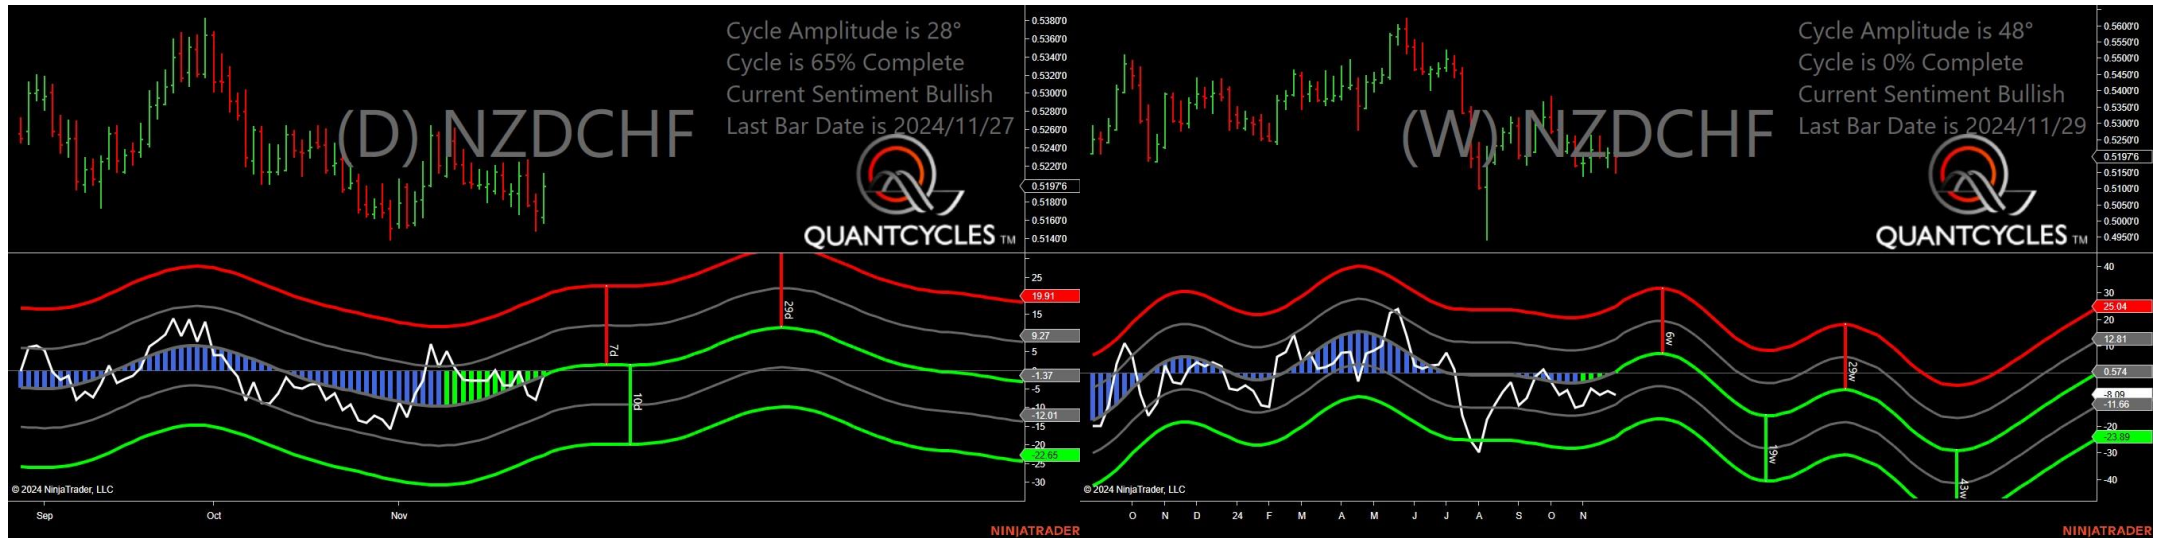 Cycle Amplitude is 28°
Cycle is 65% Complete
Current Sentiment Bullish
Last Bar Date is 2024/11/27
(D) NZDCHF
QUANTCYCLES TM
0.5380'0
0.5360'0
0.5340'0
0.5320'0
0.5300'0
0.5280'0
0.5260'0
0.5240'0
0.5220'0
0.5197'6
0.5180'0
0.5160'0
0.5140'0
25
19.91
15
9.27
5
-1.37
-5
-12.01
-15
-20
-22.65
-25
-30
7d
10d
29d
© 2024 NinjaTrader, LLC
Sep
Oct
Nov
NINJATRADER
Cycle Amplitude is 48°
Cycle is 0% Complete
Current Sentiment Bullish
Last Bar Date is 2024/11/29
(W) NZDCHF
QUANTCYCLES TM
0.5600'0
0.5550'0
0.5500'0
0.5450'0
0.5400'0
0.5350'0
0.5300'0
0.5250'0
0.5197'6
0.5150'0
0.5100'0
0.5050'0
0.5000'0
0.4950'0
40
30
25.04
20
12.81
0.574
-8.09
-11.66
-20
-23.89
-30
-40
6w
19w
29w
43w
© 2024 NinjaTrader, LLC
O N D 24 F M A M J J A S O N
NINJATRADER